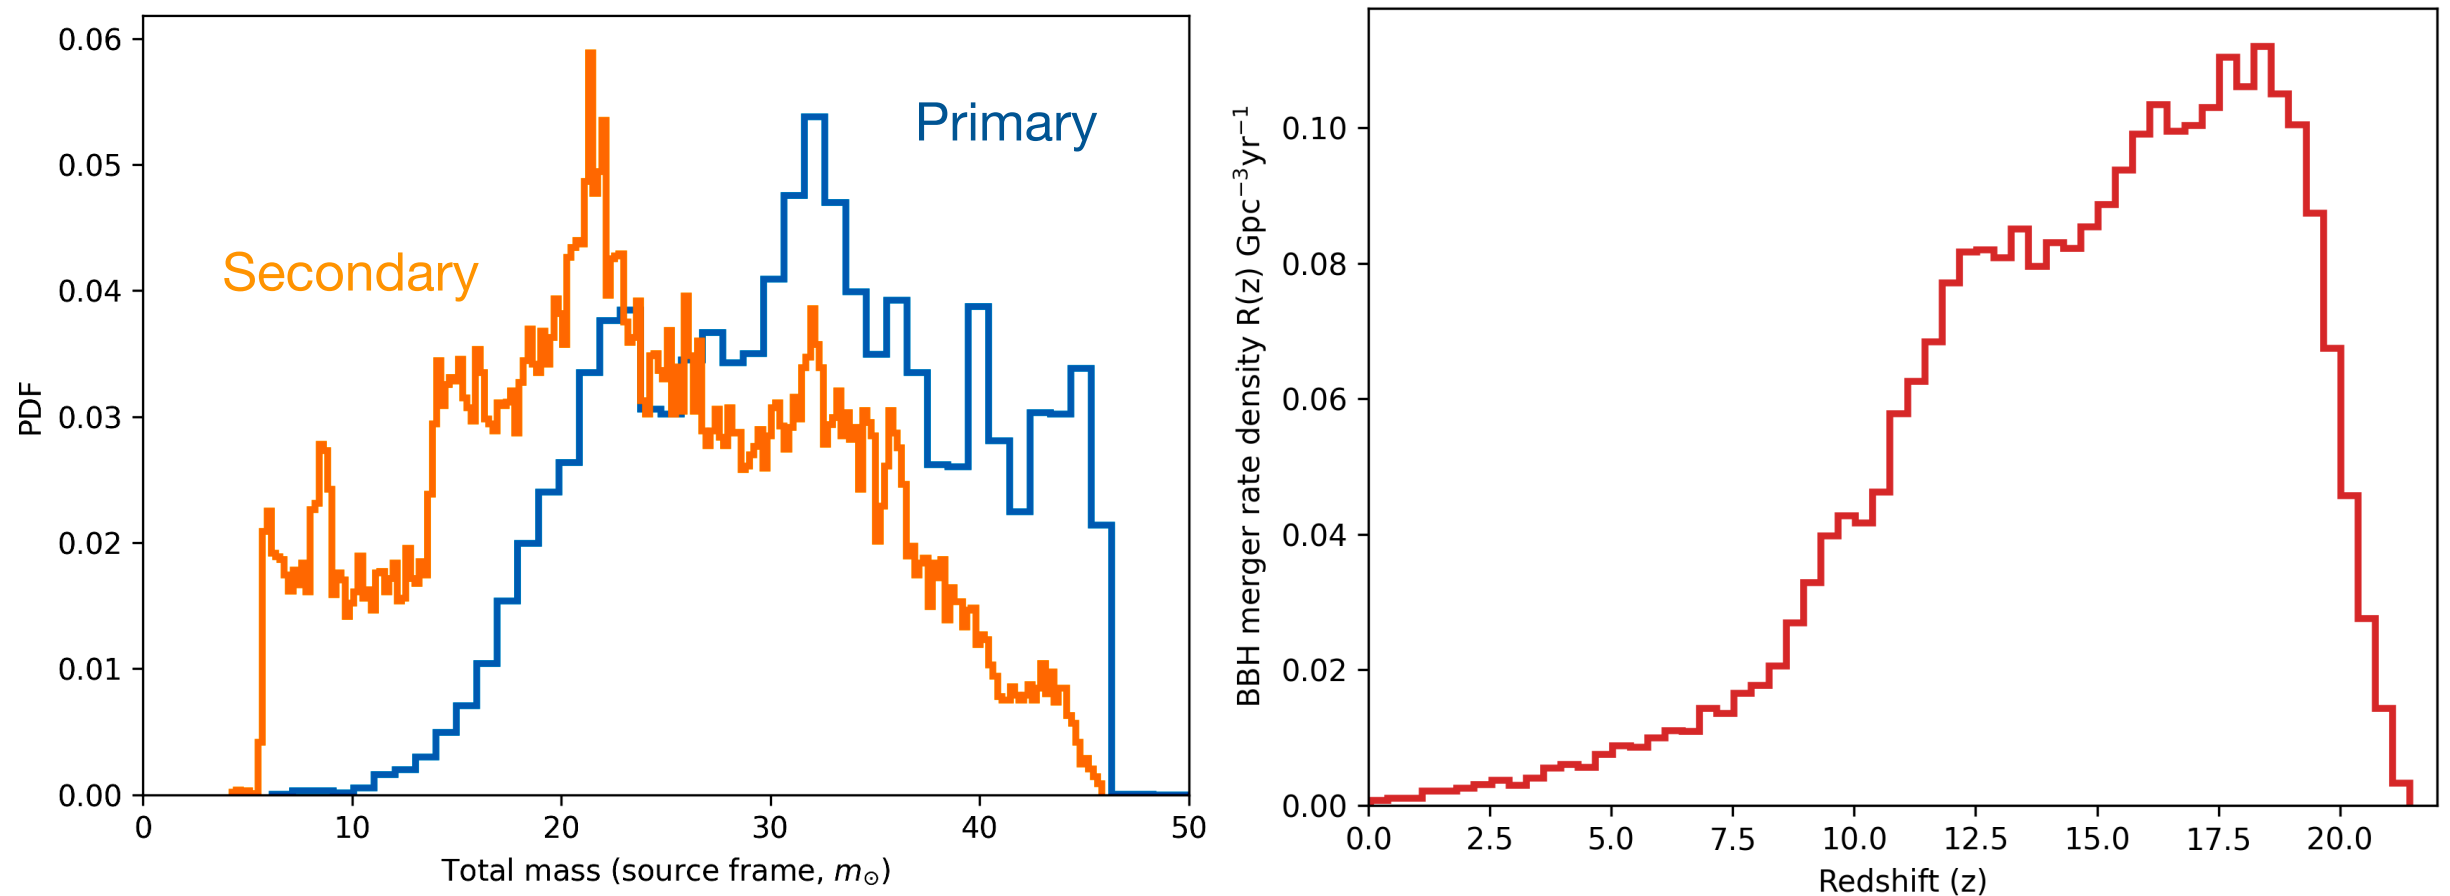 0.06
0.05
0.04
0.03
0.02
0.01
0.00
PDF
Primary
Secondary
0 10 20 30 40 50
Total mass (source frame, m⊙)
0.10
0.08
0.06
0.04
0.02
0.00
BBH merger rate density R(z) Gpc⁻³yr⁻¹
0.0 2.5 5.0 7.5 10.0 12.5 15.0 17.5 20.0
Redshift (z)